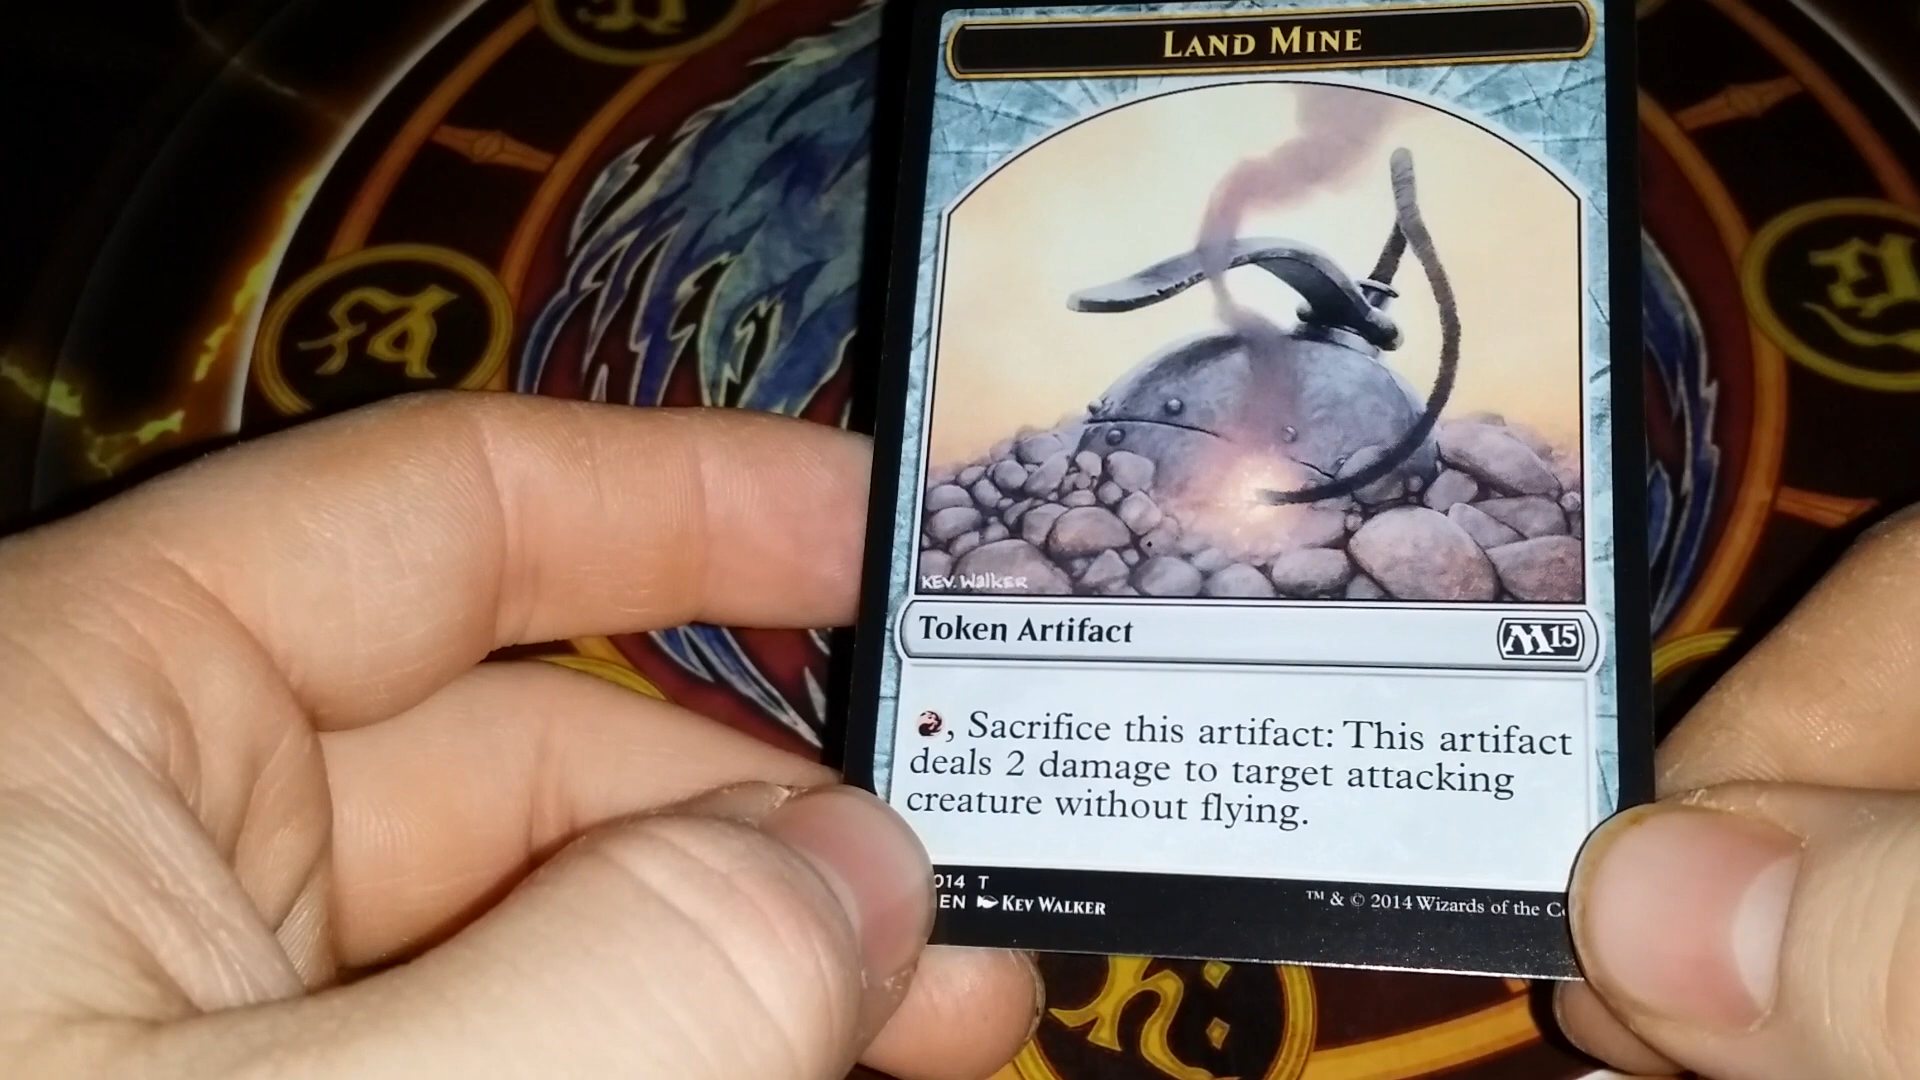 LAND MINE
KEV. WalkER
Token Artifact
M15
, Sacrifice this artifact: This artifact
deals 2 damage to target attacking
creature without flying.
014 T
EN KEV WALKER
™ & © 2014 Wizards of the